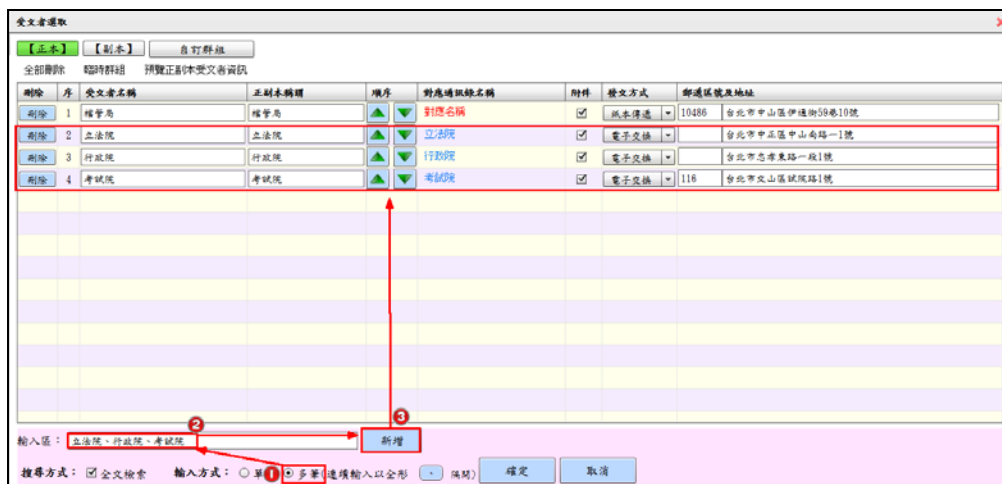 受文者選取
【正本】 【副本】 自訂群組
全部刪除 臨時群組 預覽正副本受文者資訊
刪除 序 受文者名稱 正副本稱謂 順序 對應通訊錄名稱 附件 發文方式 郵遞區號及地址
刪除 1 檔管局 檔管局 對應名稱 紙本傳遞 10486 台北市中山區伊通街59巷10號
刪除 2 立法院 立法院 立法院 電子交換 台北市中正區中山南路一1號
刪除 3 行政院 行政院 行政院 電子交換 台北市忠孝東路一段1號
刪除 4 考試院 考試院 考試院 電子交換 116 台北市文山區試院路1號
2 3
輸入區： 立法院、行政院、考試院 新增
搜尋方式： 全文檢索 輸入方式： 單 1 多筆(連續輸入以全形 、 隔開) 確定 取消